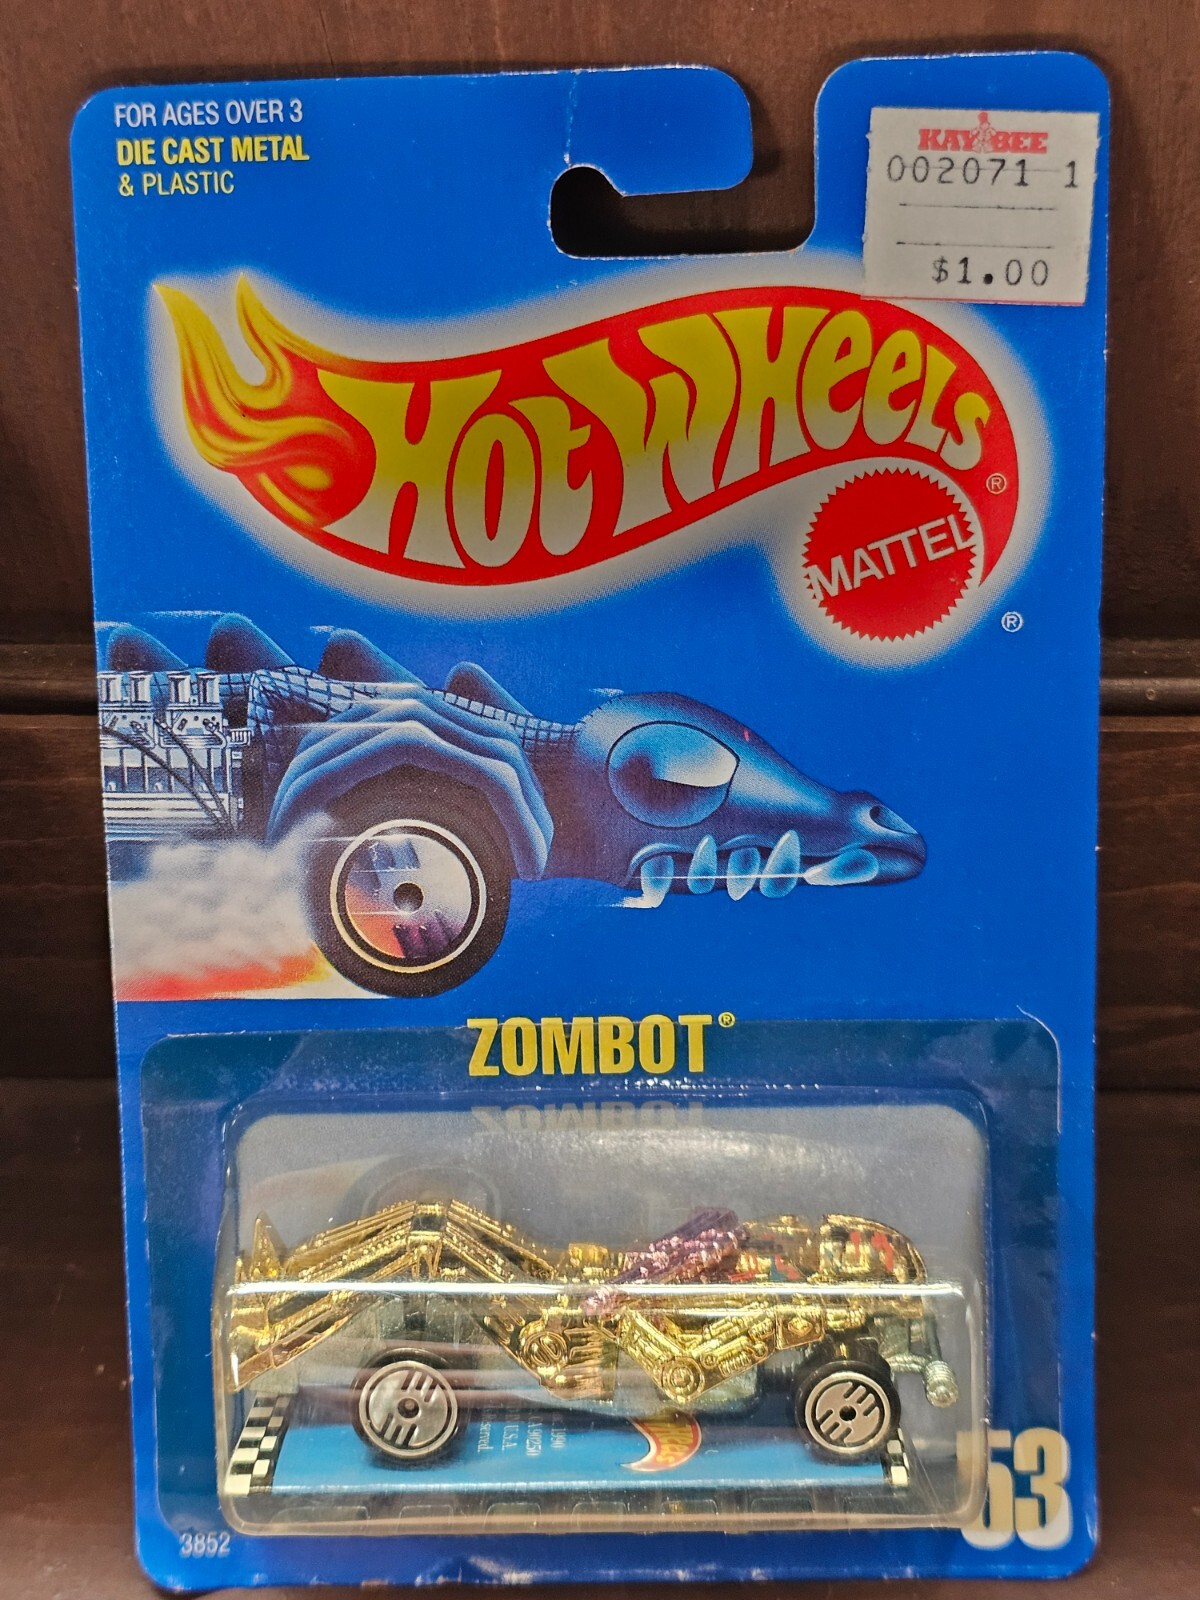 FOR AGES OVER 3
DIE CAST METAL
& PLASTIC
KAY BEE
002071 1
$1.00
Hot Wheels®
MATTEL
®
ZOMBOT®
53
3852